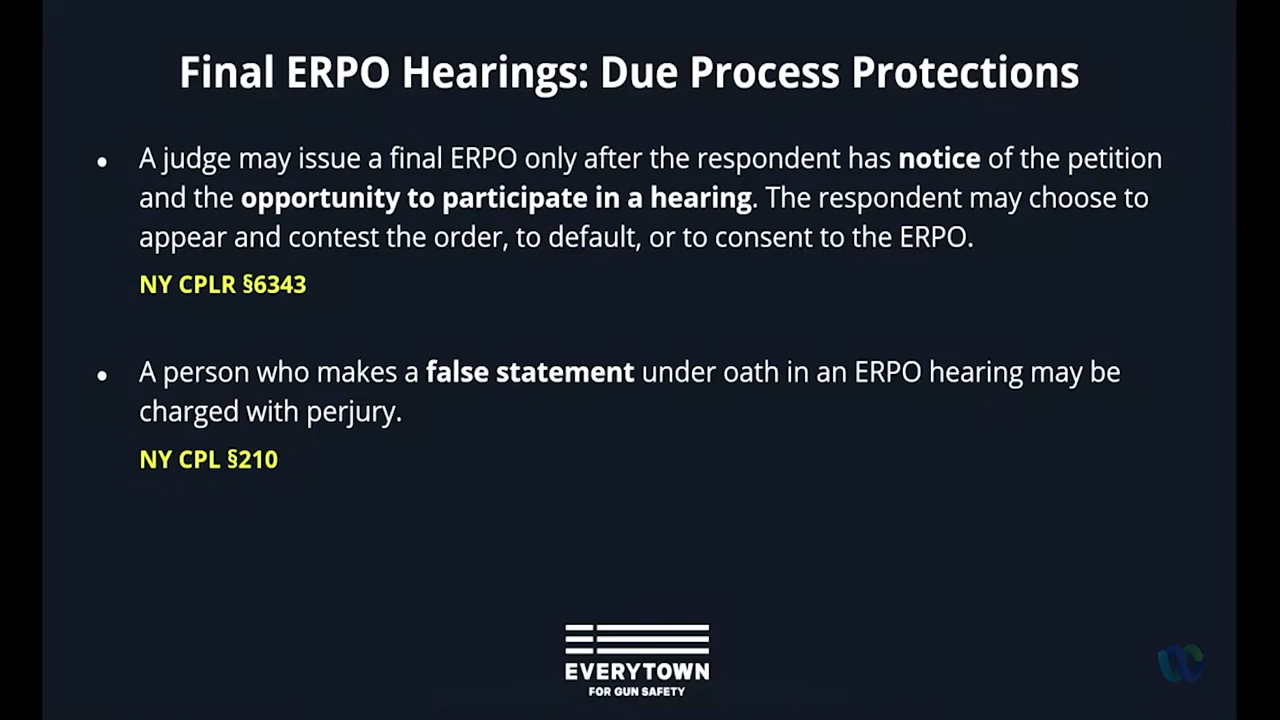 Final ERPO Hearings: Due Process Protections
• A judge may issue a final ERPO only after the respondent has notice of the petition
and the opportunity to participate in a hearing. The respondent may choose to
appear and contest the order, to default, or to consent to the ERPO.
NY CPLR §6343
• A person who makes a false statement under oath in an ERPO hearing may be
charged with perjury.
NY CPL §210
EVERYTOWN
FOR GUN SAFETY